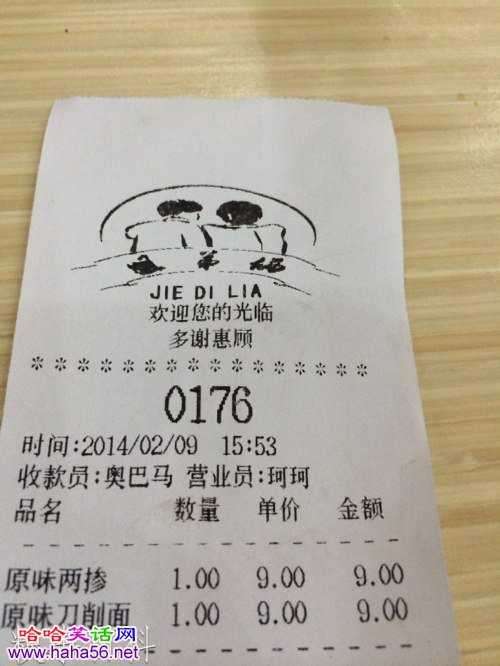 姐弟俩
JIE DI LIA
欢迎您的光临
多谢惠顾
* * * * * * * * * * * * * * * * * *
0176
时间:2014/02/09 15:53
收款员:奥巴马 营业员:珂珂
品名 数量 单价 金额
原味两掺 1.00 9.00 9.00
原味刀削面 1.00 9.00 9.00
哈哈笑话网
www.haha56.net